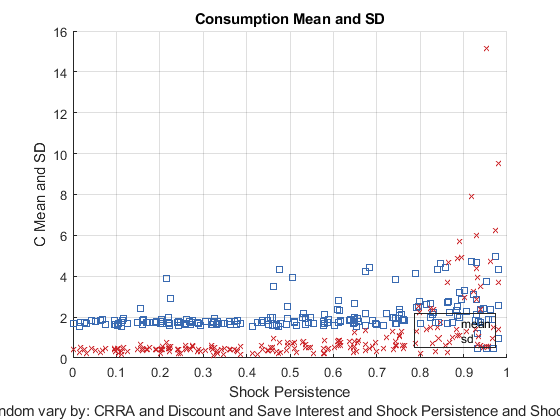 Consumption Mean and SD
16
14
12
10
8
6
4
2
0
C Mean and SD
mean
sd
0 0.1 0.2 0.3 0.4 0.5 0.6 0.7 0.8 0.9 1
Shock Persistence
ndom vary by: CRRA and Discount and Save Interest and Shock Persistence and Sho